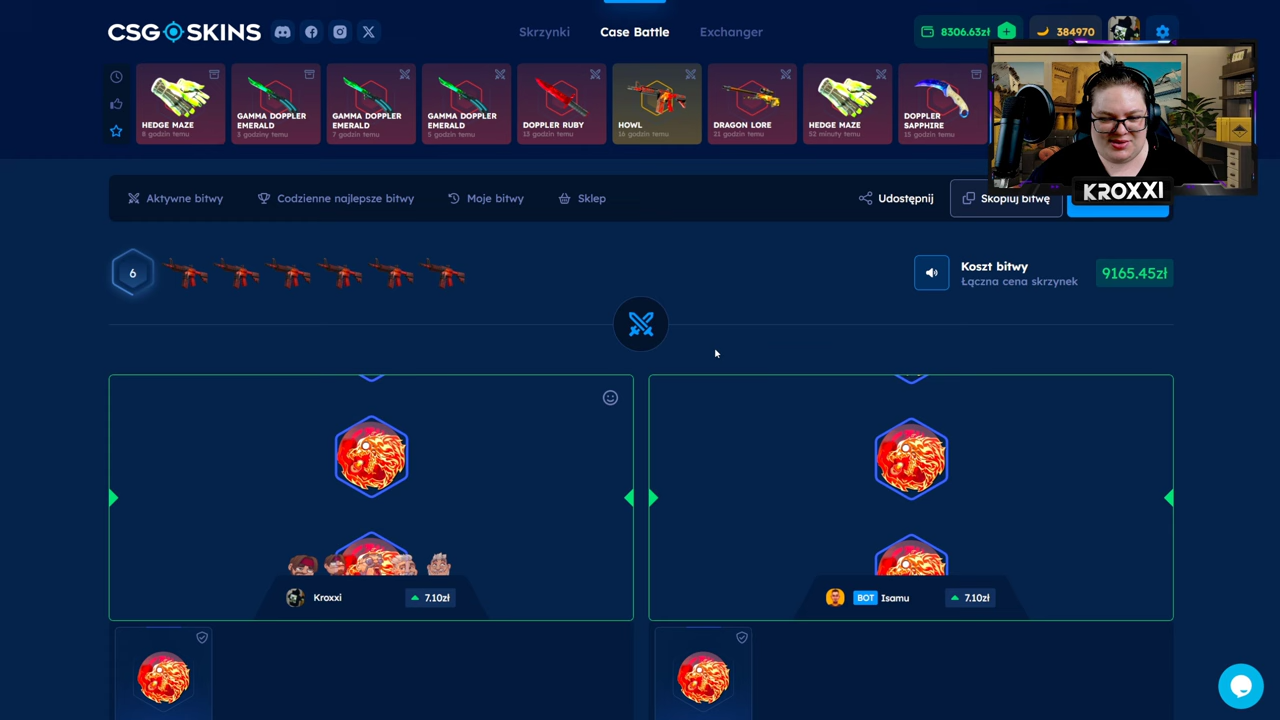 CSG SKINS
Skrzynki
Case Battle
Exchanger
8306.63zł
384970
HEDGE MAZE
8 godzin temu
GAMMA DOPPLER EMERALD
3 godziny temu
GAMMA DOPPLER EMERALD
7 godzin temu
GAMMA DOPPLER EMERALD
5 godzin temu
DOPPLER RUBY
13 godzin temu
HOWL
16 godzin temu
DRAGON LORE
21 godzin temu
HEDGE MAZE
52 minuty temu
DOPPLER SAPPHIRE
15 godzin temu
KROXXI
Aktywne bitwy
Codzienne najlepsze bitwy
Moje bitwy
Sklep
Udostępnij
Skopiuj bitwę
6
Koszt bitwy
Łączna cena skrzynek
9165.45zł
Kroxxi
7.10zł
BOT Isamu
7.10zł